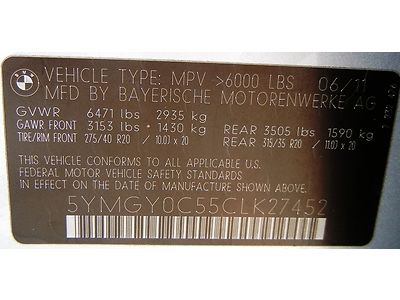 BMW
VEHICLE TYPE: MPV ->6000 LBS 06/11
MFD BY BAYERISCHE MOTORENWERKE AG
GVWR 6471 lbs 2935 kg
GAWR FRONT 3153 lbs • 1430 kg REAR 3505 lbs 1590 kg
TIRE/RIM FRONT 275/40 R20 / 10.0J × 20 REAR 315/35 R20 / 11.0J × 20
THIS VEHICLE CONFORMS TO ALL APPLICABLE U.S.
FEDERAL MOTOR VEHICLE SAFETY STANDARDS IN
EFFECT ON THE DATE OF MANUFACTURE SHOWN ABOVE.
5YMGY0C55CLK27452